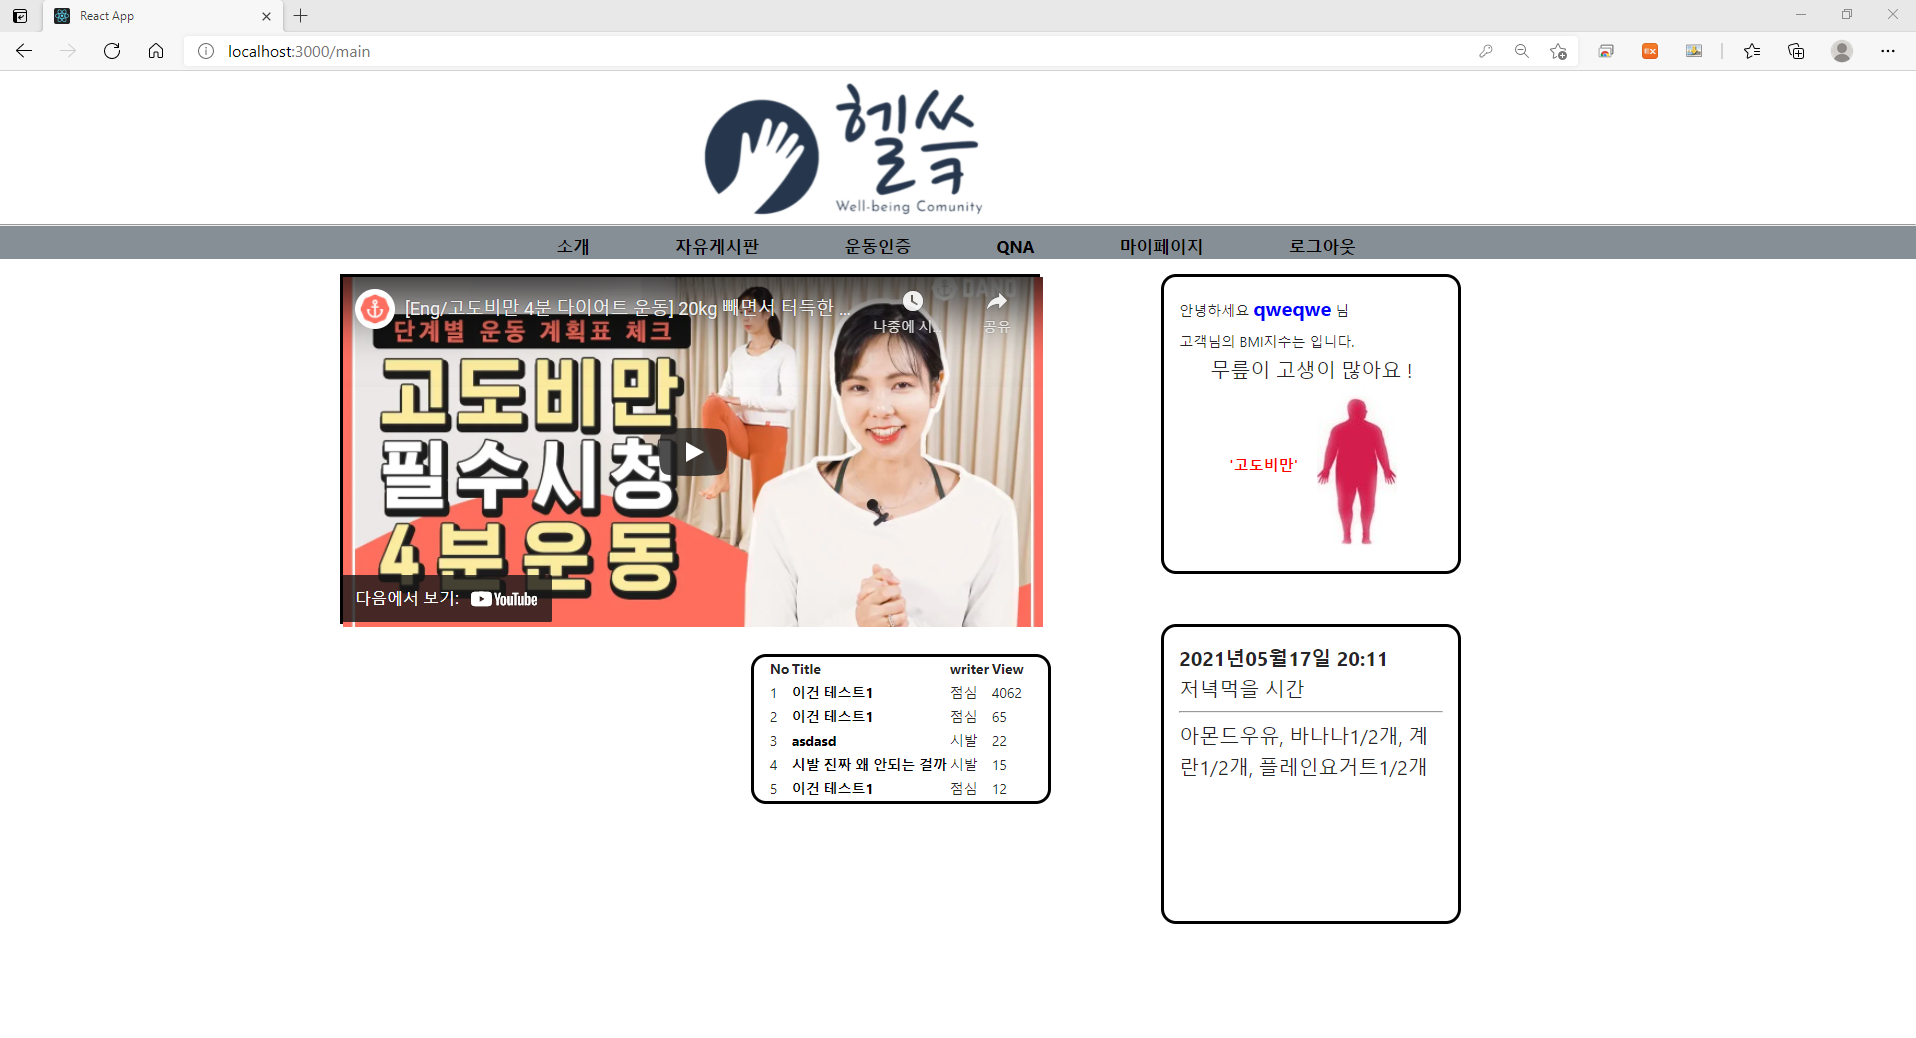 React App
localhost:3000/main
헬쓱
Well-being Comunity
소개 자유게시판 운동인증 QNA 마이페이지 로그아웃
[Eng/고도비만 4분 다이어트 운동] 20kg 빼면서 터득한 ...
나중에 시...
공유
단계별 운동 계획표 체크
고도비만
필수시청
4분운동
다음에서 보기: YouTube
안녕하세요 qweqwe 님
고객님의 BMI지수는 입니다.
무릎이 고생이 많아요 !
'고도비만'
No Title writer View
1 이건 테스트1 점심 4062
2 이건 테스트1 점심 65
3 asdasd 시발 22
4 시발 진짜 왜 안되는 걸까 시발 15
5 이건 테스트1 점심 12
2021년05월17일 20:11
저녁먹을 시간
아몬드우유, 바나나1/2개, 계
란1/2개, 플레인요거트1/2개